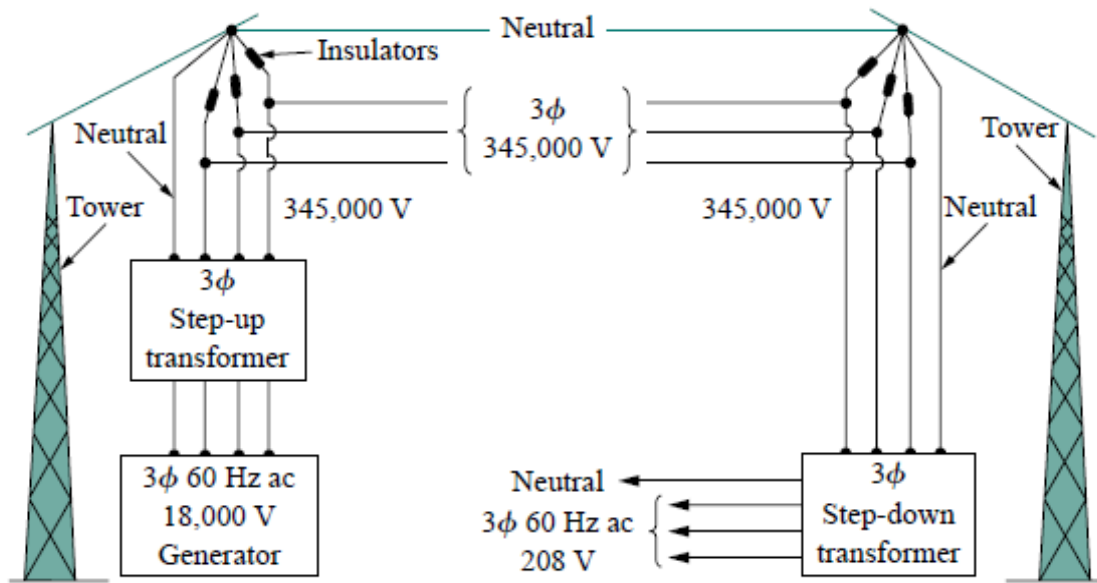 Neutral
Insulators
3ϕ
345,000 V
Neutral
Tower
345,000 V
345,000 V
Tower
Neutral
3ϕ
Step-up
transformer
3ϕ 60 Hz ac
18,000 V
Generator
Neutral
3ϕ 60 Hz ac
208 V
3ϕ
Step-down
transformer